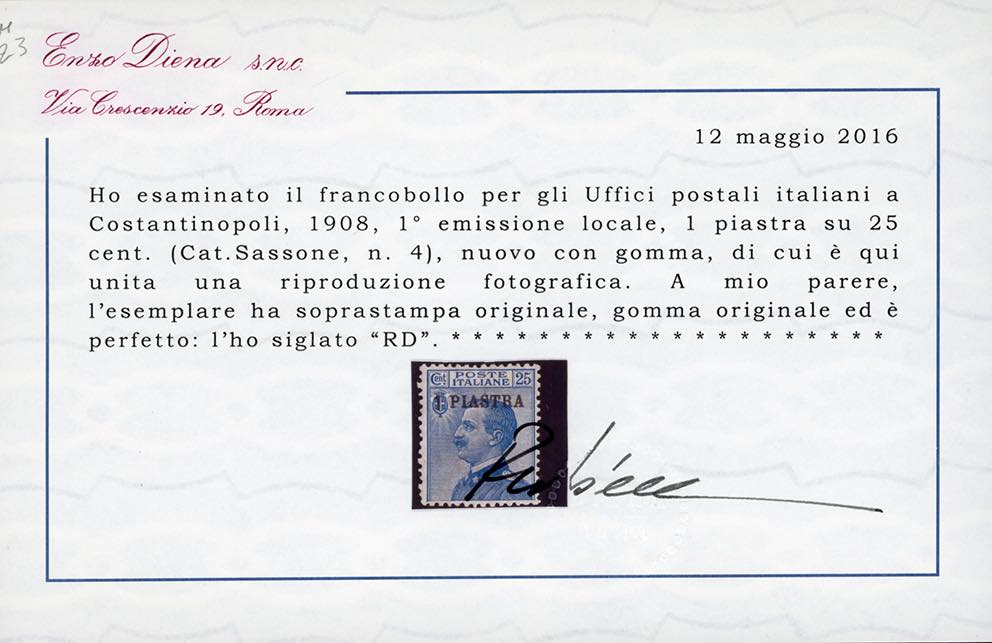 23
Enzo Diena s.n.c.
Via Crescenzio 19, Roma
12 maggio 2016
Ho esaminato il francobollo per gli Uffici postali italiani a
Costantinopoli, 1908, 1° emissione locale, 1 piastra su 25
cent. (Cat.Sassone, n. 4), nuovo con gomma, di cui è qui
unita una riproduzione fotografica. A mio parere,
l'esemplare ha soprastampa originale, gomma originale ed è
perfetto: l'ho siglato “RD”. * * * * * * * * * * * * * * * * * * * *
Cent. POSTE ITALIANE 25
1 PIASTRA